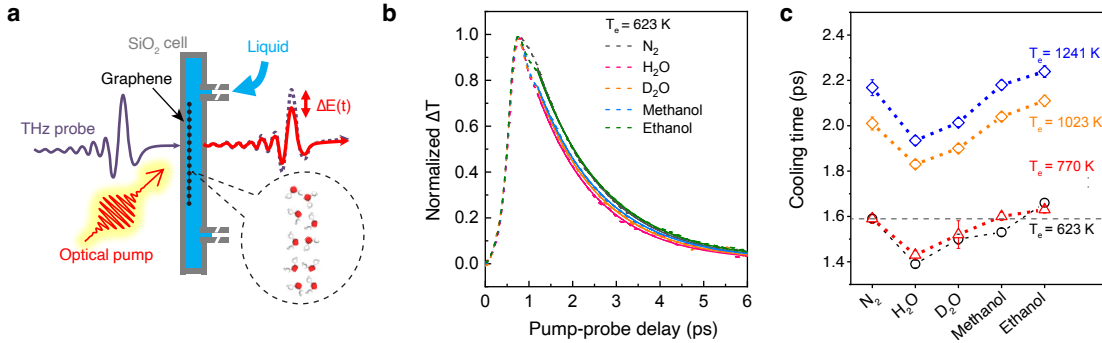 a
SiO₂ cell
Liquid
Graphene
ΔE(t)
THz probe
Optical pump
b
Tₑ = 623 K
N₂
H₂O
D₂O
Methanol
Ethanol
Normalized ΔT
1.0
0.8
0.6
0.4
0.2
0.0
0 1 2 3 4 5 6
Pump-probe delay (ps)
c
Cooling time (ps)
2.6
2.4
2.2
2.0
1.8
1.6
1.4
Tₑ = 1241 K
Tₑ = 1023 K
Tₑ = 770 K
Tₑ = 623 K
N₂
H₂O
D₂O
Methanol
Ethanol